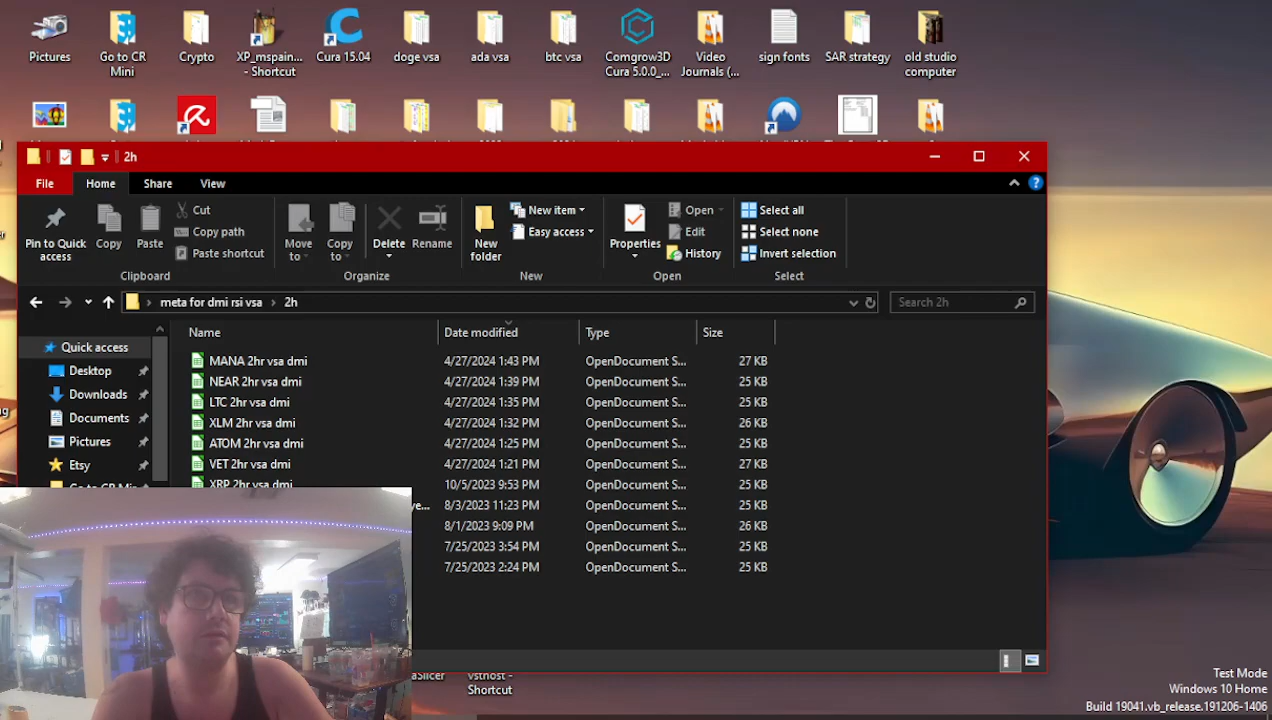 Pictures
Go to CR
Mini
Crypto
XP_mspain...
- Shortcut
Cura 15.04
doge vsa
ada vsa
btc vsa
Comgrow3D
Cura 5.0.0_...
Video
Journals (...
sign fonts
SAR strategy
old studio
computer
2h
File
Home
Share
View
Pin to Quick
access
Copy
Paste
Cut
Copy path
Paste shortcut
Clipboard
Move
to
Copy
to
Delete
Rename
Organize
New
folder
New item
Easy access
New
Properties
Open
Edit
History
Open
Select all
Select none
Invert selection
Select
meta for dmi rsi vsa > 2h
Search 2h
Quick access
Desktop
Downloads
Documents
Pictures
Etsy
Name Date modified Type Size
MANA 2hr vsa dmi 4/27/2024 1:43 PM OpenDocument S... 27 KB
NEAR 2hr vsa dmi 4/27/2024 1:39 PM OpenDocument S... 25 KB
LTC 2hr vsa dmi 4/27/2024 1:35 PM OpenDocument S... 25 KB
XLM 2hr vsa dmi 4/27/2024 1:32 PM OpenDocument S... 26 KB
ATOM 2hr vsa dmi 4/27/2024 1:25 PM OpenDocument S... 25 KB
VET 2hr vsa dmi 4/27/2024 1:21 PM OpenDocument S... 27 KB
XRP 2hr vsa dmi 10/5/2023 9:53 PM OpenDocument S... 25 KB
ye... 8/3/2023 11:23 PM OpenDocument S... 25 KB
8/1/2023 9:09 PM OpenDocument S... 26 KB
7/25/2023 3:54 PM OpenDocument S... 25 KB
7/25/2023 2:24 PM OpenDocument S... 25 KB
vsthost -
Shortcut
Test Mode
Windows 10 Home
Build 19041.vb_release.191206-1406